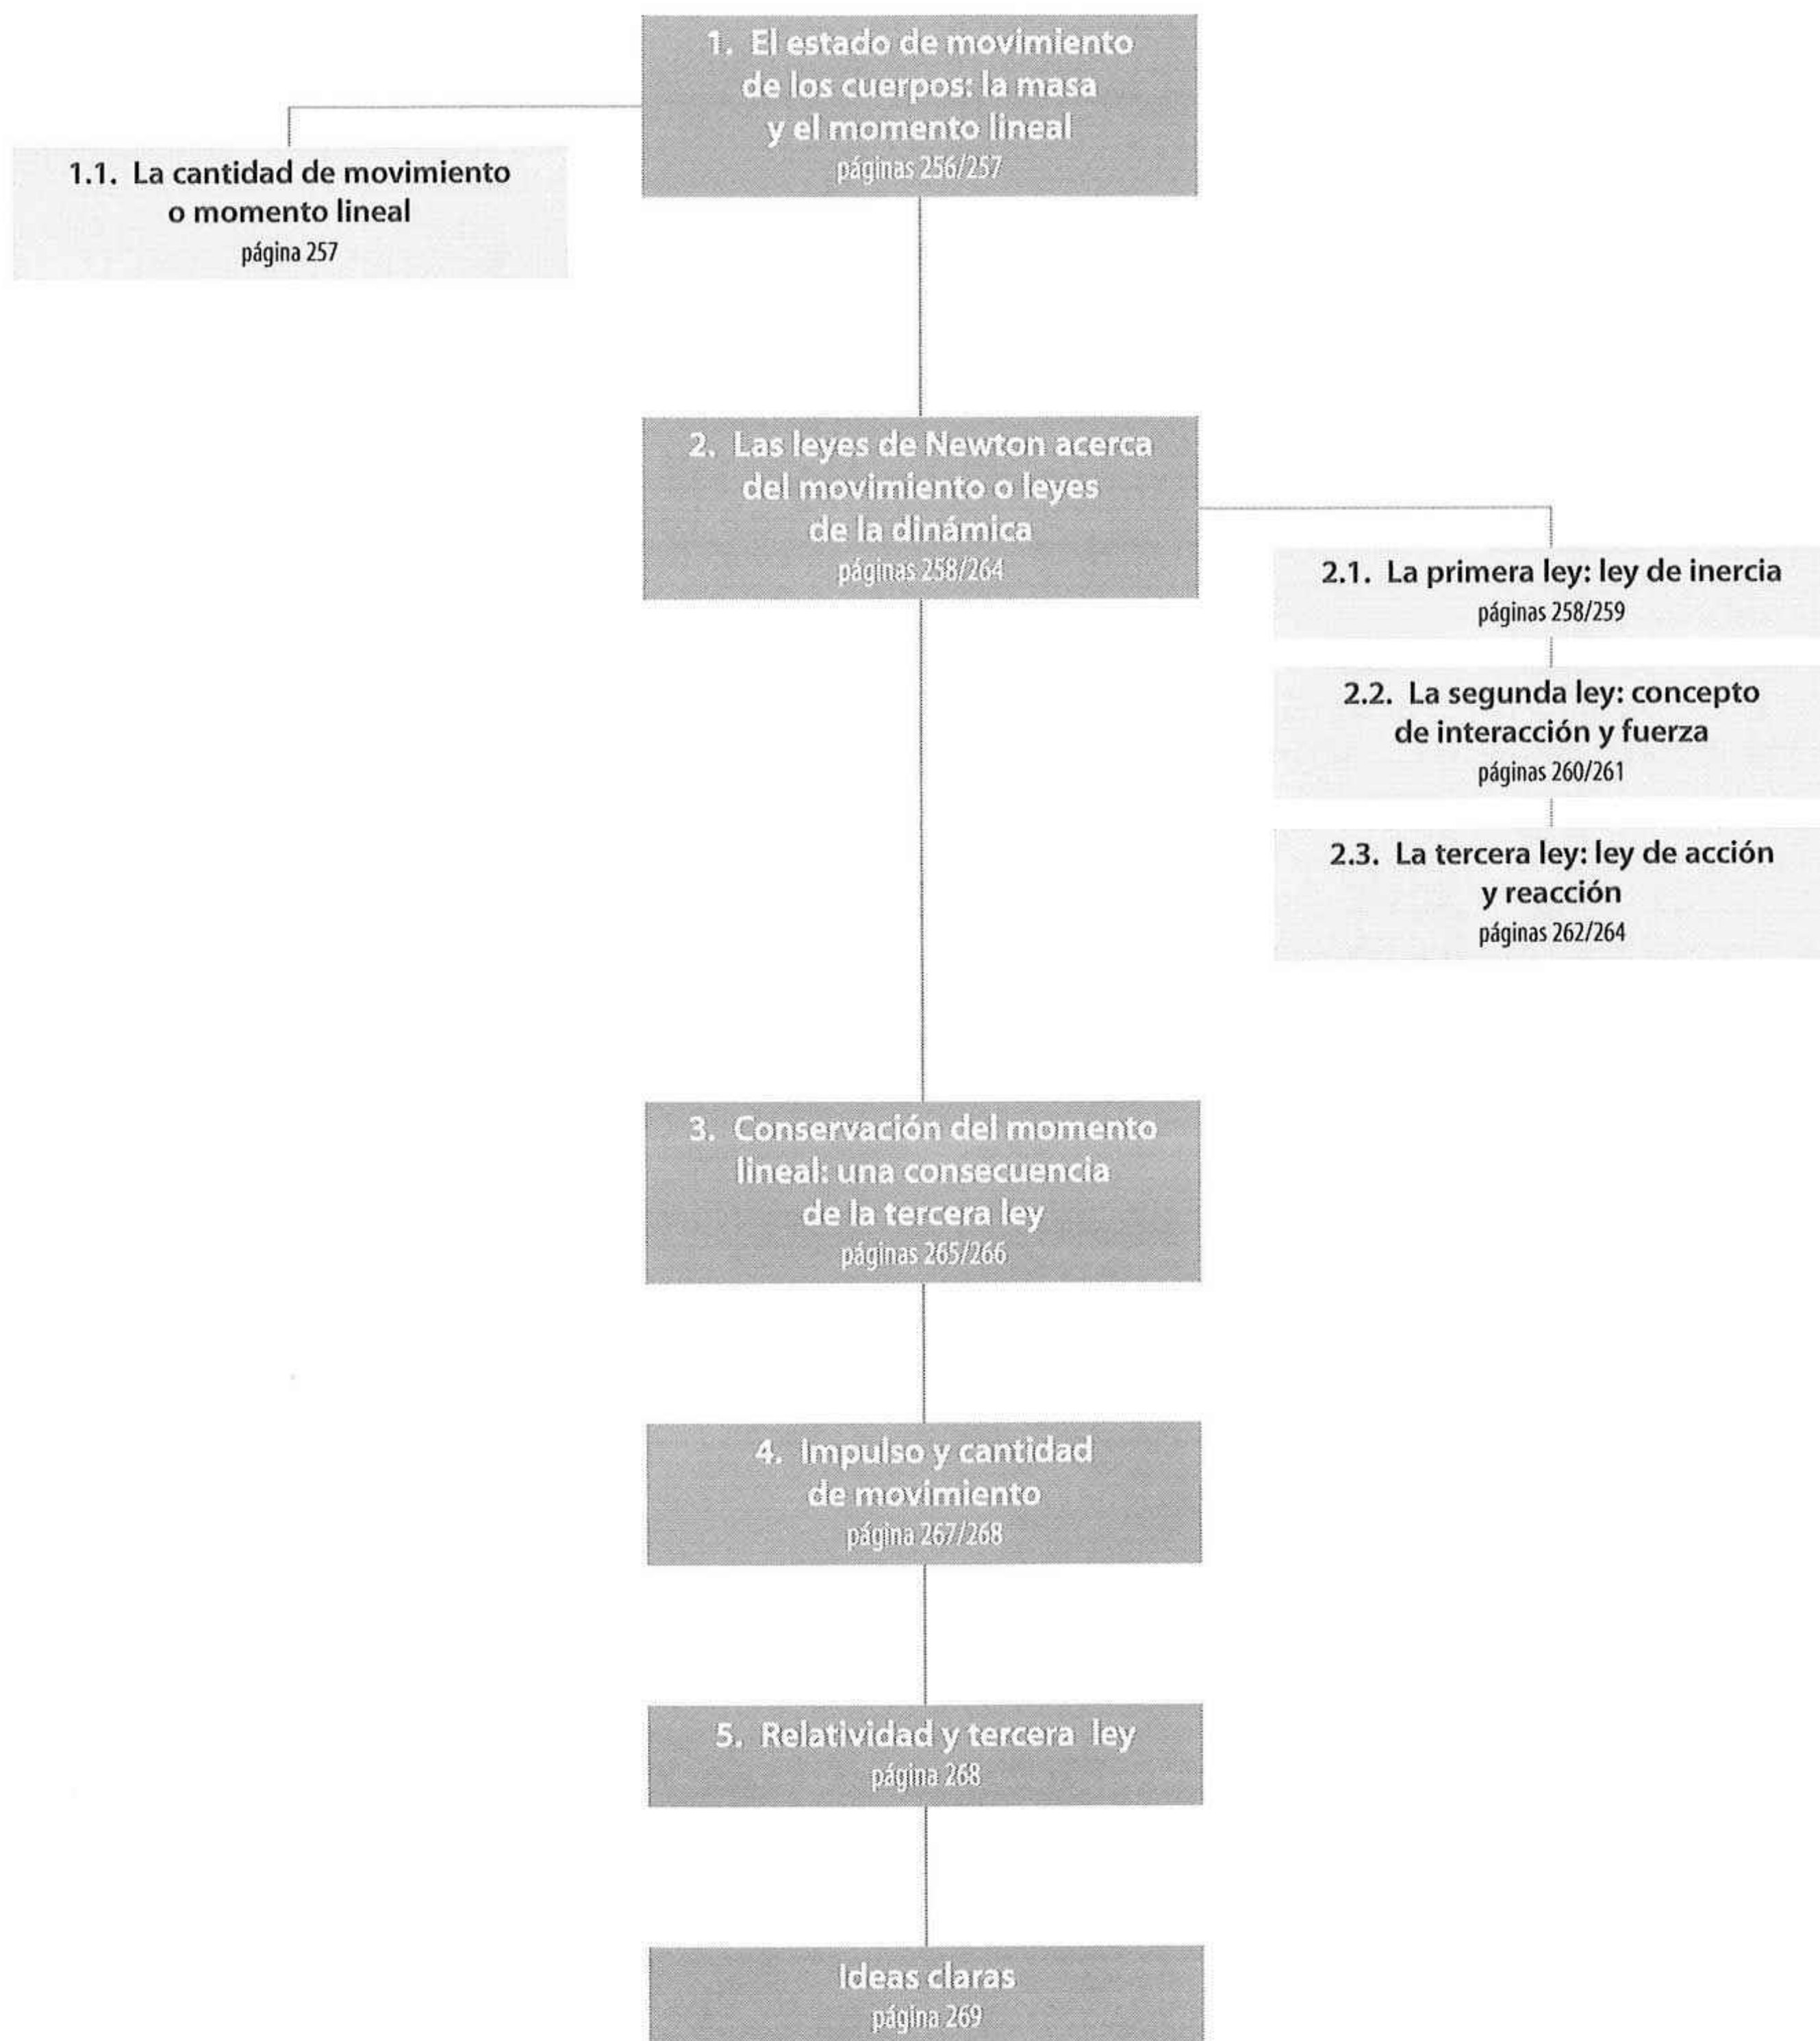 1. El estado de movimiento
de los cuerpos: la masa
y el momento lineal
páginas 256/257
1.1. La cantidad de movimiento
o momento lineal
página 257
2. Las leyes de Newton acerca
del movimiento o leyes
de la dinámica
páginas 258/264
2.1. La primera ley: ley de inercia
páginas 258/259
2.2. La segunda ley: concepto
de interacción y fuerza
páginas 260/261
2.3. La tercera ley: ley de acción
y reacción
páginas 262/264
3. Conservación del momento
lineal: una consecuencia
de la tercera ley
páginas 265/266
4. Impulso y cantidad
de movimiento
página 267/268
5. Relatividad y tercera ley
página 268
Ideas claras
página 269